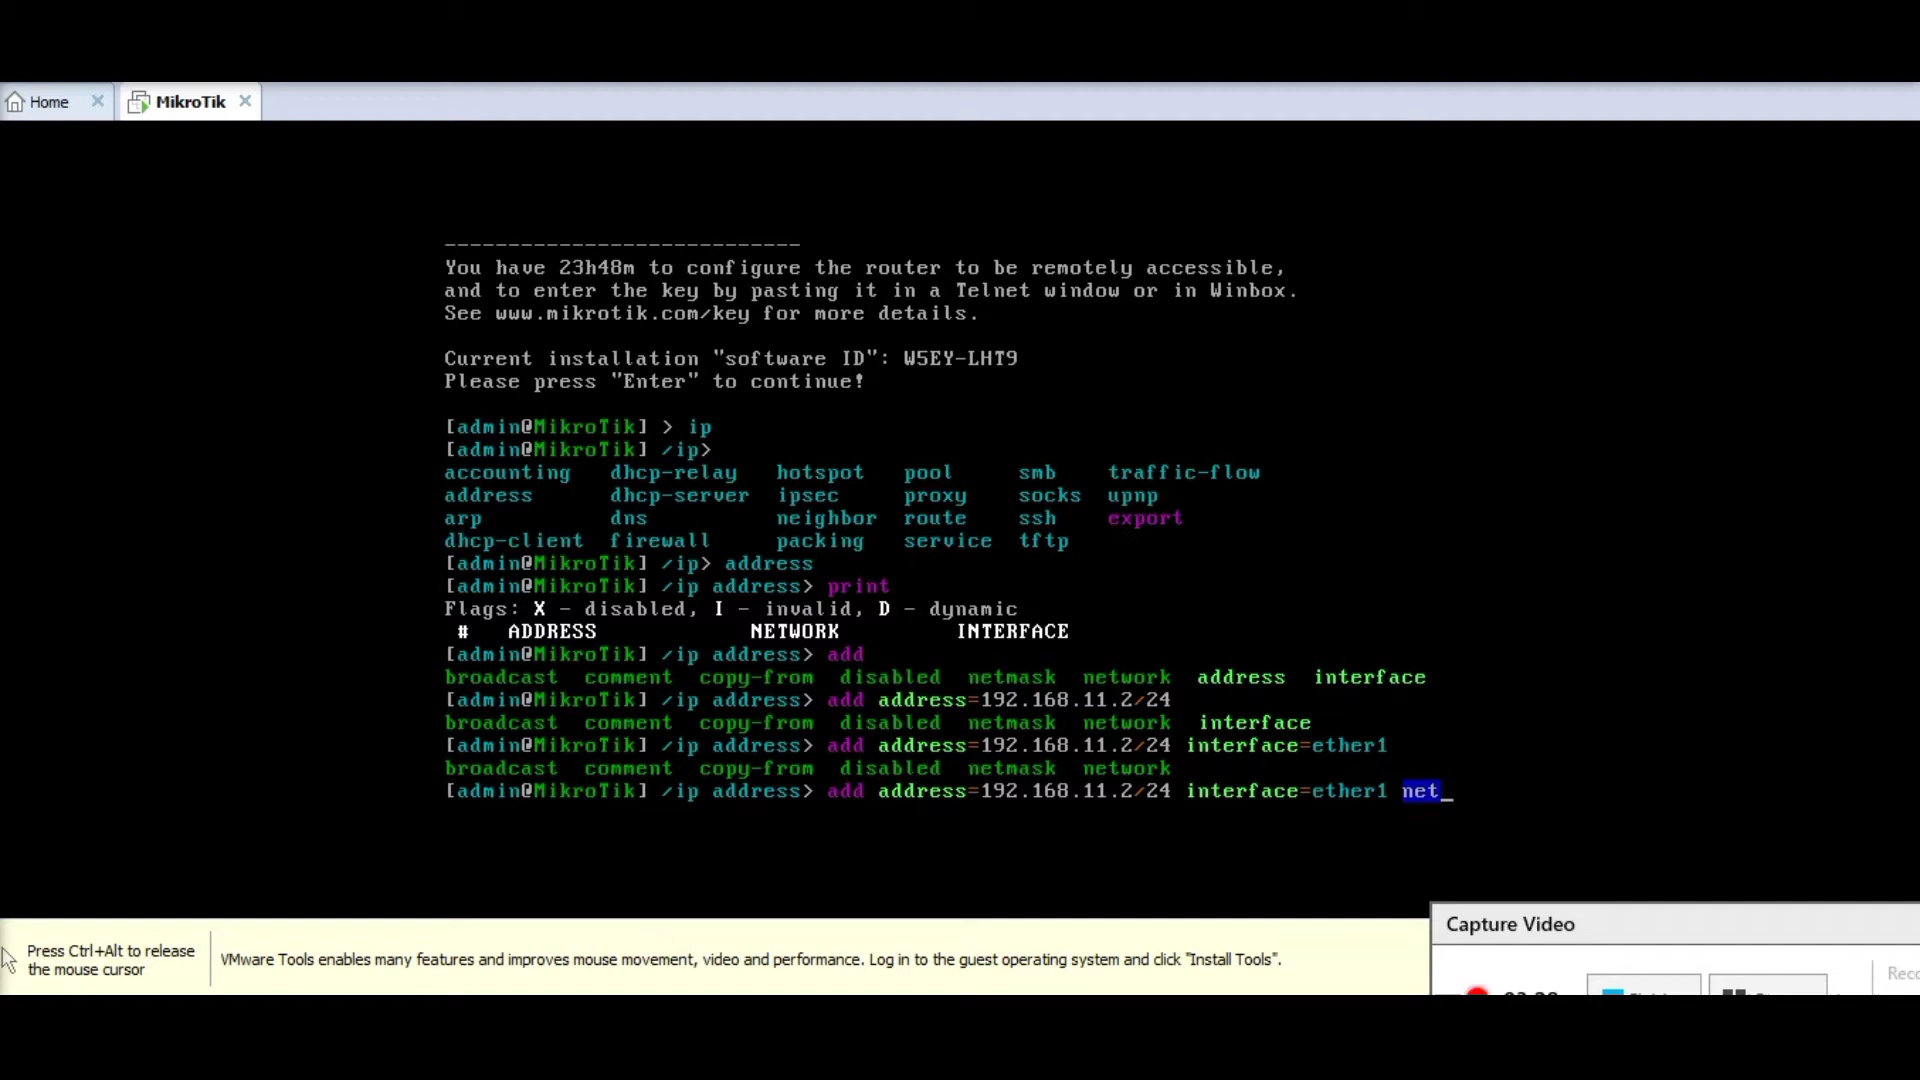 Home
MikroTik
----------------------------
You have 23h48m to configure the router to be remotely accessible,
and to enter the key by pasting it in a Telnet window or in Winbox.
See www.mikrotik.com/key for more details.
Current installation "software ID": W5EY-LHT9
Please press "Enter" to continue!
[admin@MikroTik] > ip
[admin@MikroTik] /ip>
accounting dhcp-relay hotspot pool smb traffic-flow
address dhcp-server ipsec proxy socks upnp
arp dns neighbor route ssh export
dhcp-client firewall packing service tftp
[admin@MikroTik] /ip> address
[admin@MikroTik] /ip address> print
Flags: X - disabled, I - invalid, D - dynamic
# ADDRESS NETWORK INTERFACE
[admin@MikroTik] /ip address> add
broadcast comment copy-from disabled netmask network address interface
[admin@MikroTik] /ip address> add address=192.168.11.2/24
broadcast comment copy-from disabled netmask network interface
[admin@MikroTik] /ip address> add address=192.168.11.2/24 interface=ether1
broadcast comment copy-from disabled netmask network
[admin@MikroTik] /ip address> add address=192.168.11.2/24 interface=ether1 net_
Press Ctrl+Alt to release
the mouse cursor
VMware Tools enables many features and improves mouse movement, video and performance. Log in to the guest operating system and click "Install Tools".
Capture Video